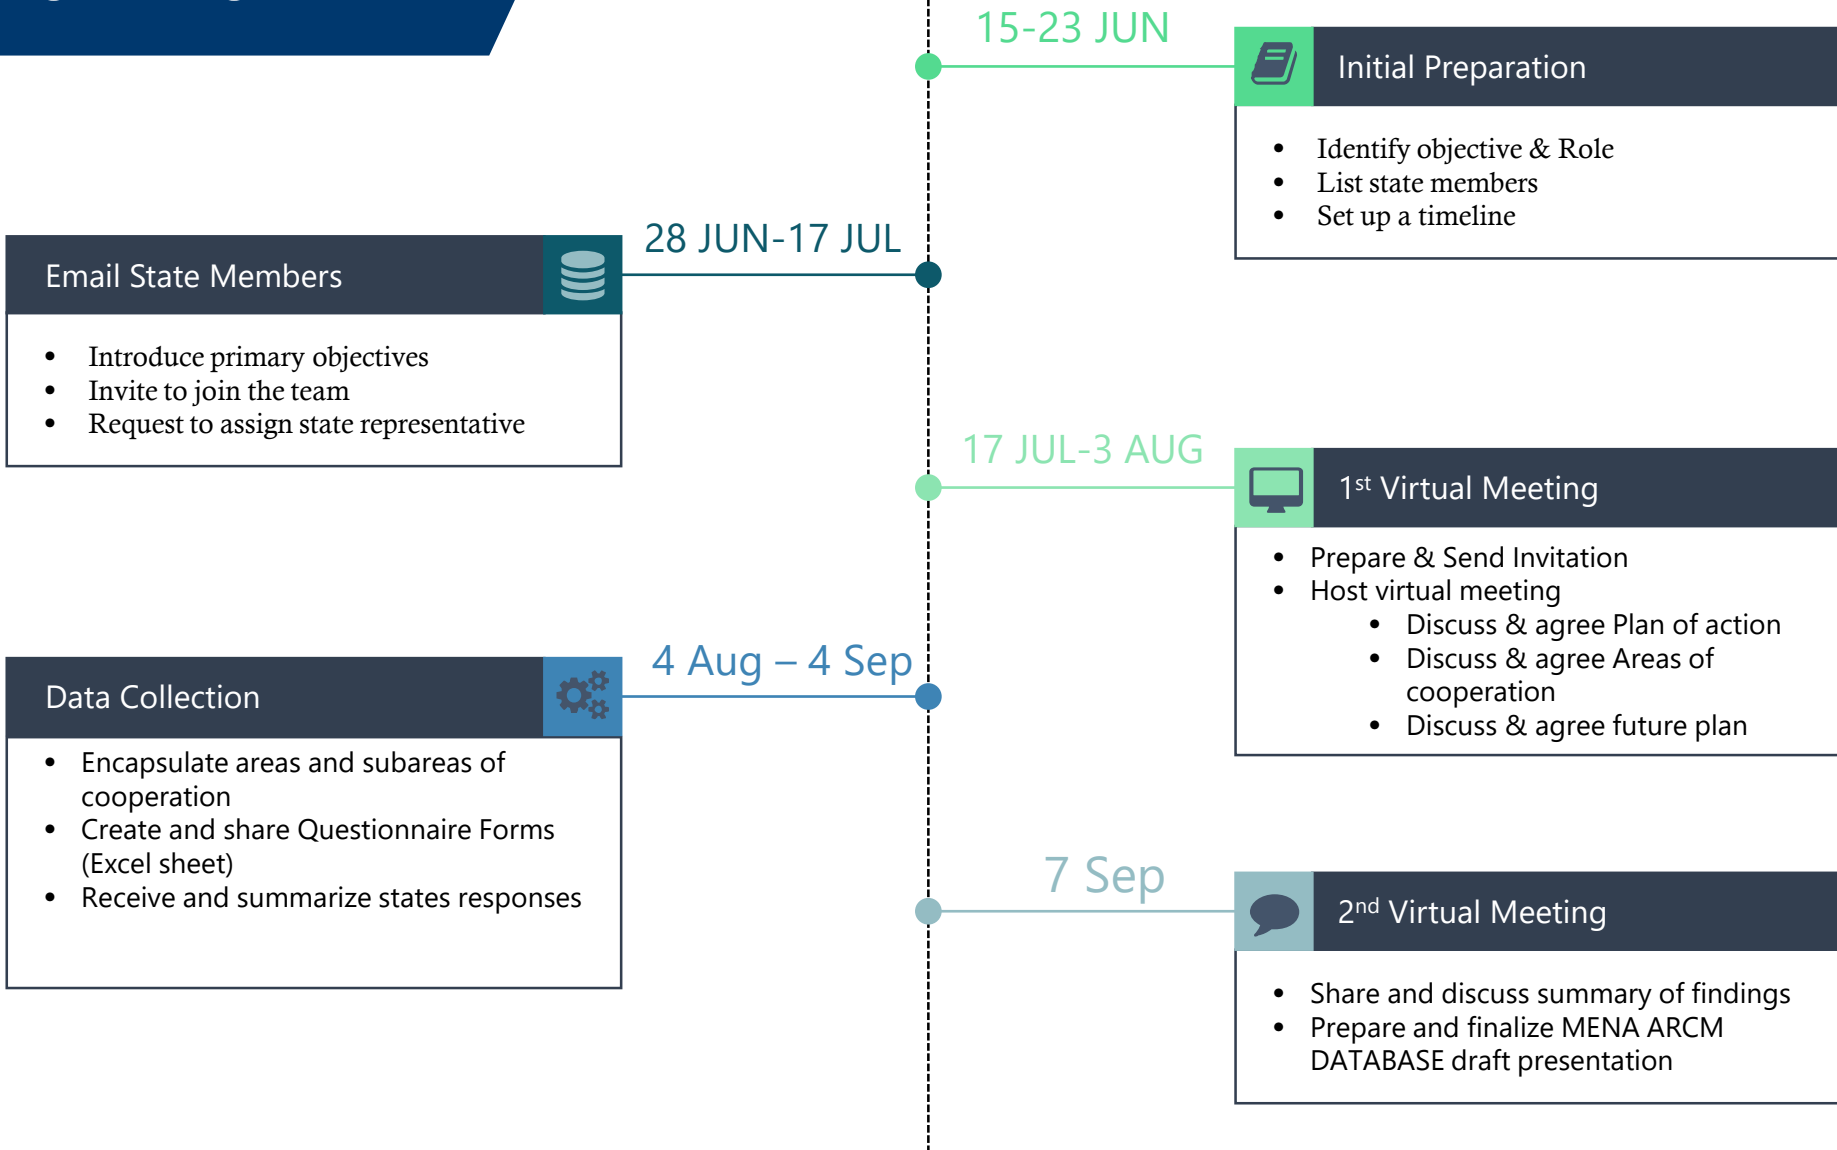 15-23 JUN
Initial Preparation
• Identify objective & Role
• List state members
• Set up a timeline
28 JUN-17 JUL
Email State Members
• Introduce primary objectives
• Invite to join the team
• Request to assign state representative
17 JUL-3 AUG
1st Virtual Meeting
• Prepare & Send Invitation
• Host virtual meeting
• Discuss & agree Plan of action
• Discuss & agree Areas of
cooperation
• Discuss & agree future plan
4 Aug – 4 Sep
Data Collection
• Encapsulate areas and subareas of
cooperation
• Create and share Questionnaire Forms
(Excel sheet)
• Receive and summarize states responses
7 Sep
2nd Virtual Meeting
• Share and discuss summary of findings
• Prepare and finalize MENA ARCM
DATABASE draft presentation